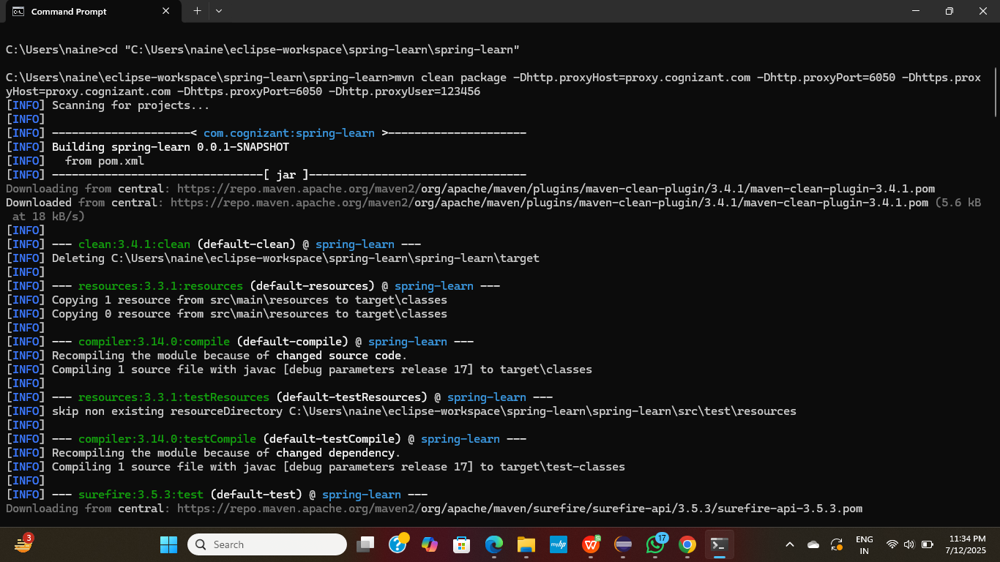 Command Prompt
C:\Users\naine>cd "C:\Users\naine\eclipse-workspace\spring-learn\spring-learn"
C:\Users\naine\eclipse-workspace\spring-learn\spring-learn>mvn clean package -Dhttp.proxyHost=proxy.cognizant.com -Dhttp.proxyPort=6050 -Dhttps.prox
yHost=proxy.cognizant.com -Dhttps.proxyPort=6050 -Dhttp.proxyUser=123456
[INFO] Scanning for projects...
[INFO]
[INFO] ---------------------< com.cognizant:spring-learn >---------------------
[INFO] Building spring-learn 0.0.1-SNAPSHOT
[INFO]   from pom.xml
[INFO] --------------------------------[ jar ]---------------------------------
Downloading from central: https://repo.maven.apache.org/maven2/org/apache/maven/plugins/maven-clean-plugin/3.4.1/maven-clean-plugin-3.4.1.pom
Downloaded from central: https://repo.maven.apache.org/maven2/org/apache/maven/plugins/maven-clean-plugin/3.4.1/maven-clean-plugin-3.4.1.pom (5.6 kB
 at 18 kB/s)
[INFO]
[INFO] --- clean:3.4.1:clean (default-clean) @ spring-learn ---
[INFO] Deleting C:\Users\naine\eclipse-workspace\spring-learn\spring-learn\target
[INFO]
[INFO] --- resources:3.3.1:resources (default-resources) @ spring-learn ---
[INFO] Copying 1 resource from src\main\resources to target\classes
[INFO] Copying 0 resource from src\main\resources to target\classes
[INFO]
[INFO] --- compiler:3.14.0:compile (default-compile) @ spring-learn ---
[INFO] Recompiling the module because of changed source code.
[INFO] Compiling 1 source file with javac [debug parameters release 17] to target\classes
[INFO]
[INFO] --- resources:3.3.1:testResources (default-testResources) @ spring-learn ---
[INFO] skip non existing resourceDirectory C:\Users\naine\eclipse-workspace\spring-learn\spring-learn\src\test\resources
[INFO]
[INFO] --- compiler:3.14.0:testCompile (default-testCompile) @ spring-learn ---
[INFO] Recompiling the module because of changed dependency.
[INFO] Compiling 1 source file with javac [debug parameters release 17] to target\test-classes
[INFO]
[INFO] --- surefire:3.5.3:test (default-test) @ spring-learn ---
Downloading from central: https://repo.maven.apache.org/maven2/org/apache/maven/surefire/surefire-api/3.5.3/surefire-api-3.5.3.pom
3
Search
myhp
17
ENG
IN
11:34 PM
7/12/2025